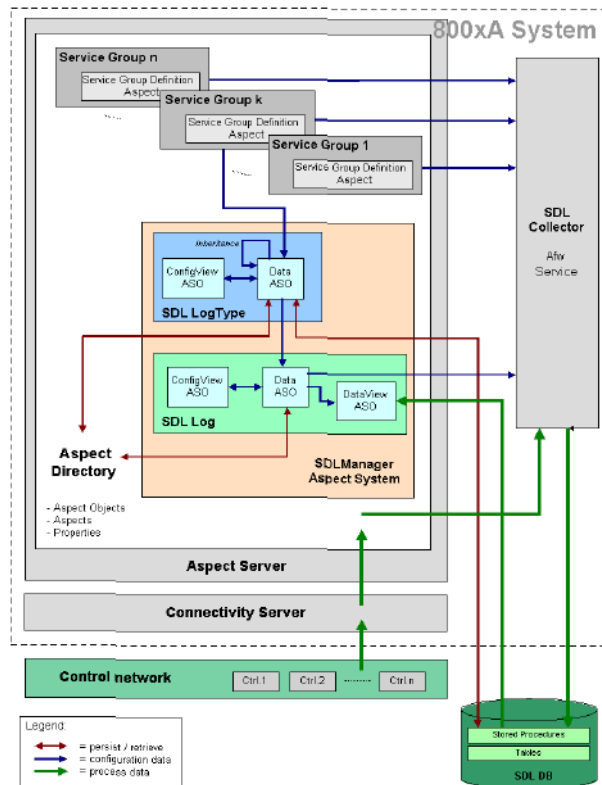 800xA System
Service Group n
Service Group Definition
Aspect
Service Group k
Service Group Definition
Aspect
Service Group 1
Service Group Definition
Aspect
SDL
Collector
Afw
Service
Inheritance
ConfigView
ASO
Data
ASO
SDL LogType
ConfigView
ASO
Data
ASO
DataView
ASO
SDL Log
Aspect
Directory
SDLManager
Aspect System
- Aspect Objects
- Aspects
- Properties
Aspect Server
Connectivity Server
Control network
Ctrl.1
Ctrl.2
........
Ctrl.n
Legend:
= persist / retrieve
= configuration data
= process data
Stored Procedures
Tables
SDL DB